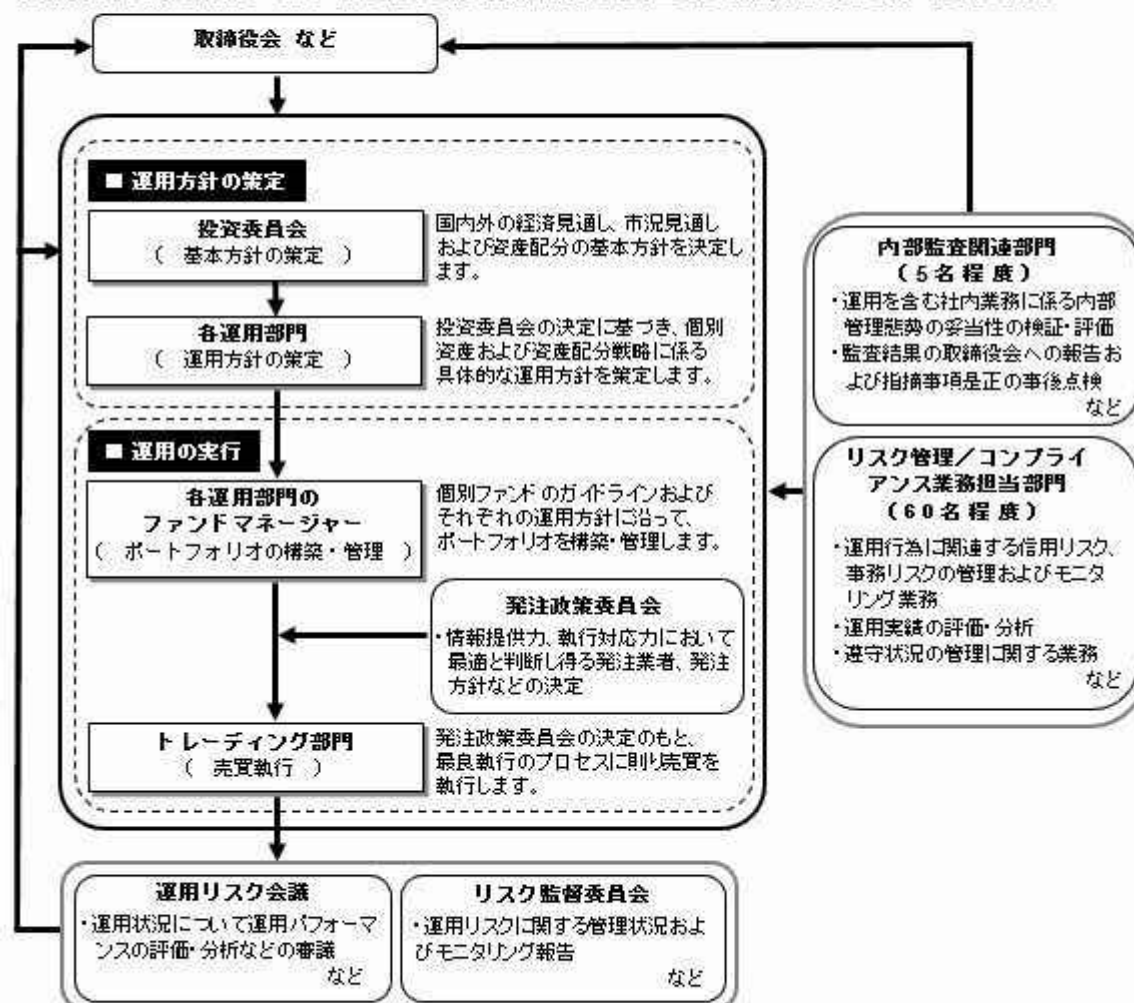 取締役会 など
■ 運用方針の策定
投資委員会
( 基本方針の策定 )
国内外の経済見通し、市況見通し
および資産配分の基本方針を決定し
ます。
各運用部門
( 運用方針の策定 )
投資委員会の決定に基づき、個別
資産および資産配分戦略に係る
具体的な運用方針を策定します。
■ 運用の実行
各運用部門の
ファンドマネージャー
( ポートフォリオの構築・管理 )
個別ファンドのガイドラインおよび
それぞれの運用方針に沿って、
ポートフォリオを構築・管理します。
発注政策委員会
・情報提供力、執行対応力において
最適と判断し得る発注業者、発注
方針などの決定
トレーディング部門
( 売買執行 )
発注政策委員会の決定のもと、
最良執行のプロセスに則り売買を
執行します。
内部監査関連部門
(5名程度)
・運用を含む社内業務に係る内部
管理態勢の妥当性の検証・評価
・監査結果の取締役会への報告お
よび指摘事項是正の事後点検
など
リスク管理/コンプライ
アンス業務担当部門
(60名程度)
・運用行為に関連する信用リスク、
事務リスクの管理およびモニタ
リング業務
・運用実績の評価・分析
・遵守状況の管理に関する業務
など
運用リスク会議
・運用状況について運用パフォーマ
ンスの評価・分析などの審議
など
リスク監督委員会
・運用リスクに関する管理状況およ
びモニタリング報告
など